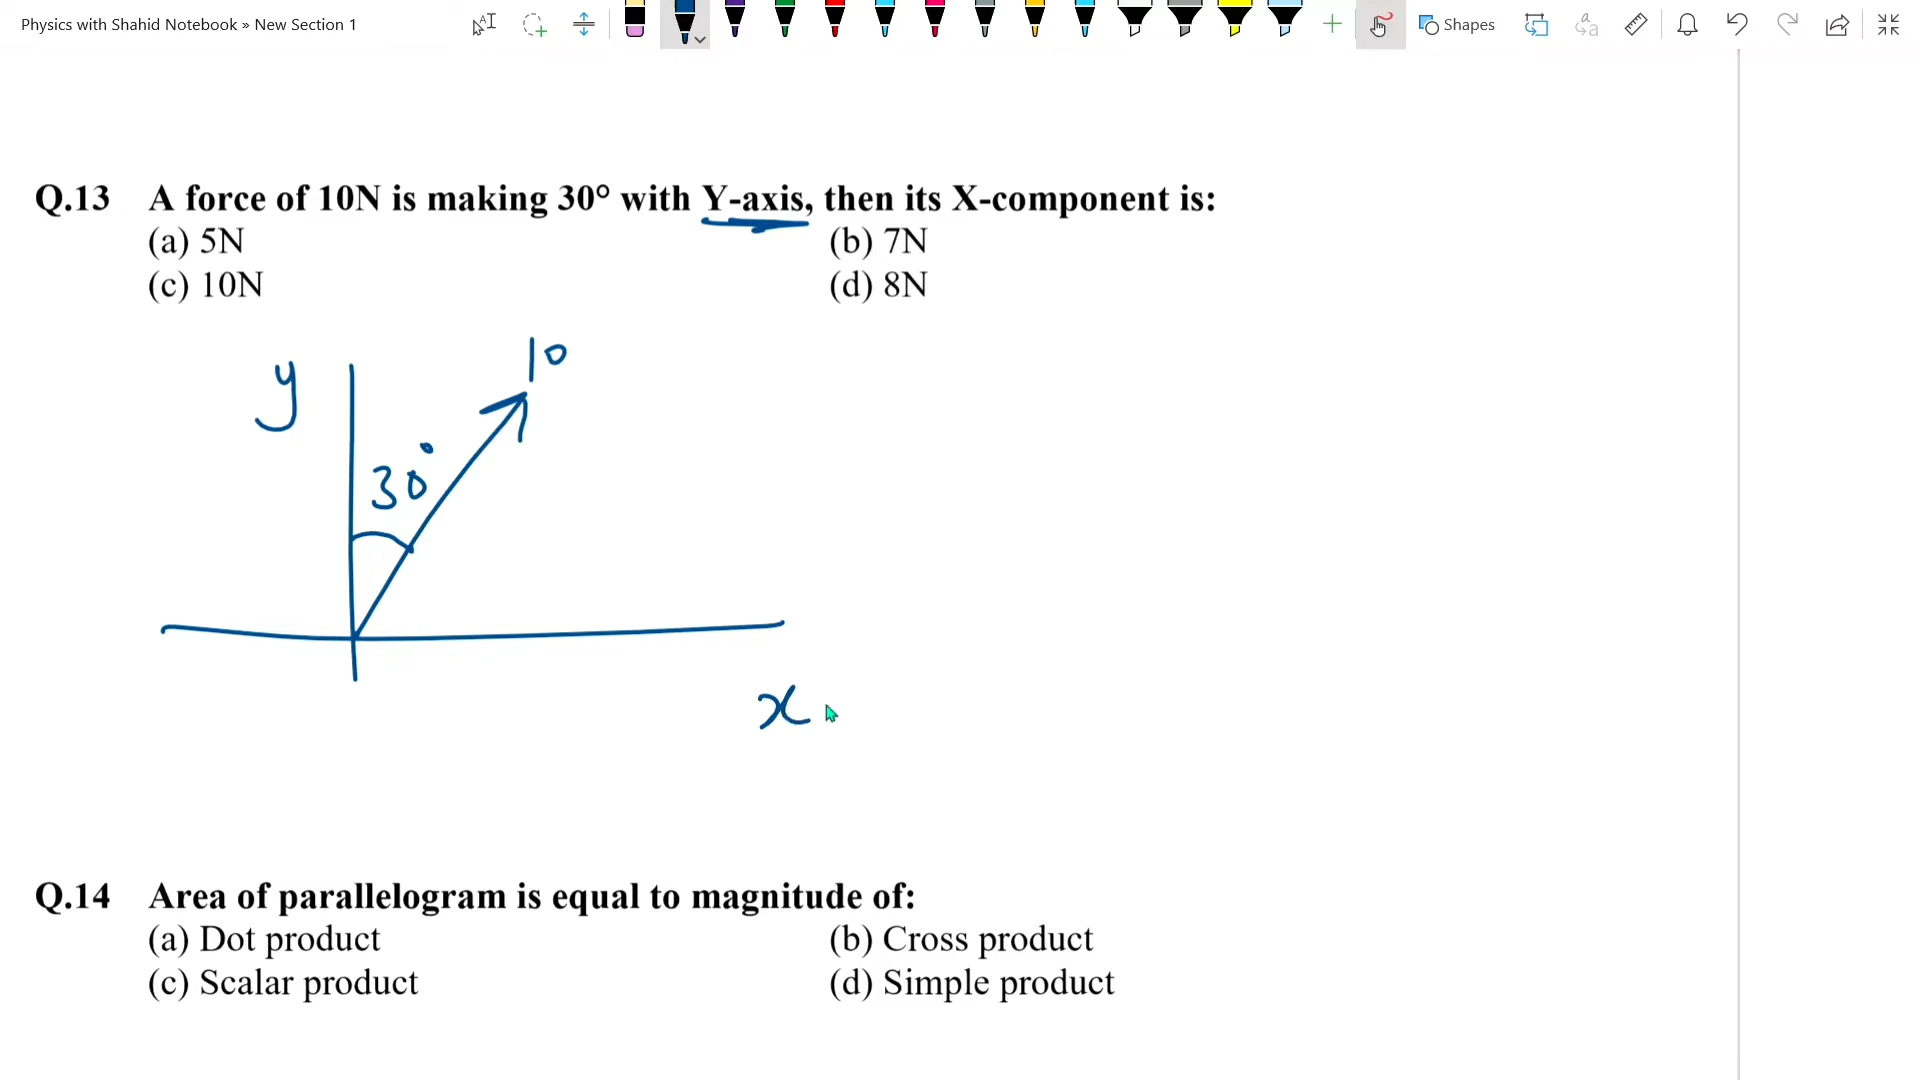 Physics with Shahid Notebook » New Section 1
Shapes
Q.13 A force of 10N is making 30° with Y-axis, then its X-component is:
(a) 5N (b) 7N
(c) 10N (d) 8N
10
y
30°
x
Q.14 Area of parallelogram is equal to magnitude of:
(a) Dot product (b) Cross product
(c) Scalar product (d) Simple product